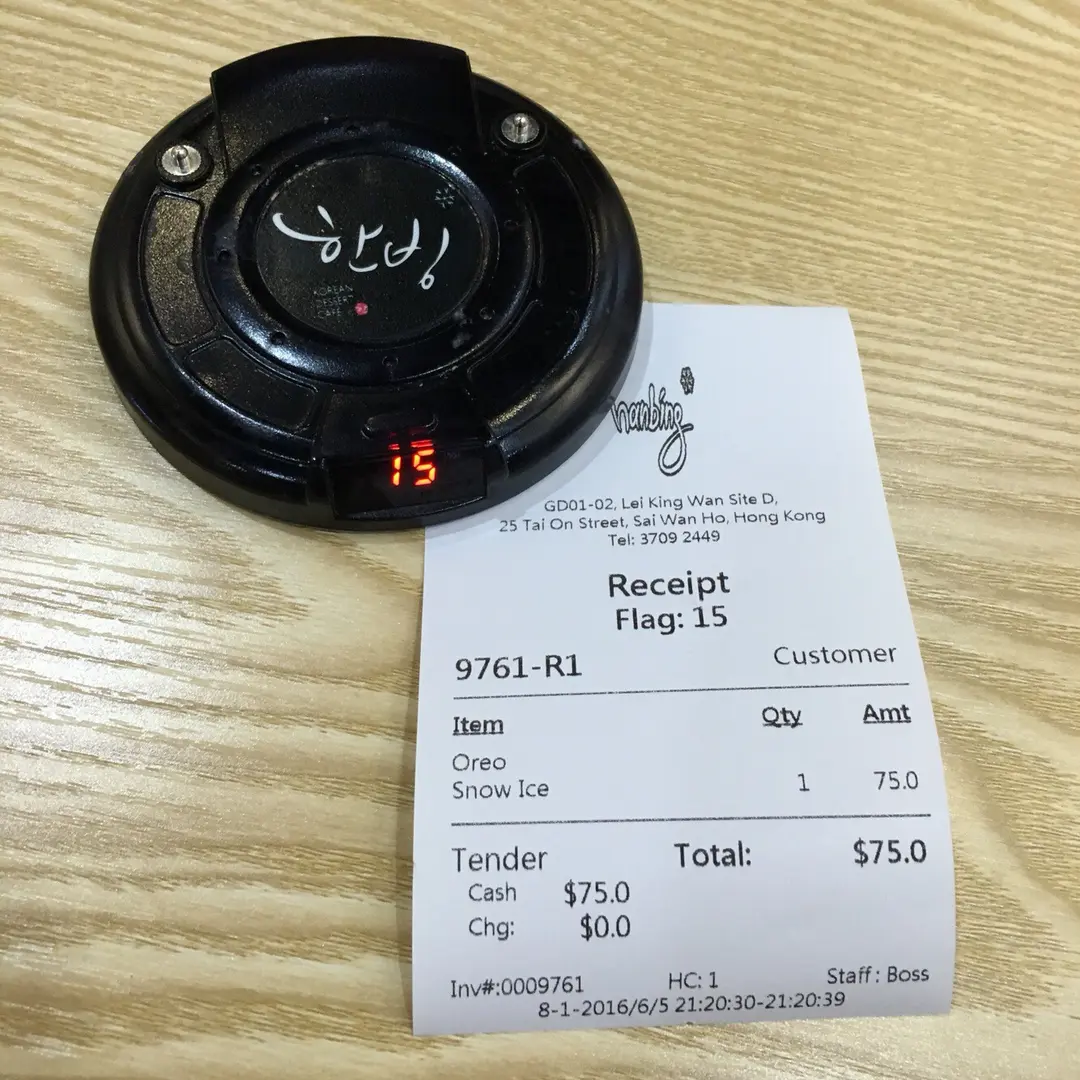 한빙
KOREAN
DESSERT
CAFE
15
hanbing
GD01-02, Lei King Wan Site D,
25 Tai On Street, Sai Wan Ho, Hong Kong
Tel: 3709 2449
Receipt
Flag: 15
9761-R1 Customer
Item Qty Amt
Oreo
Snow Ice 1 75.0
Tender Total: $75.0
Cash $75.0
Chg: $0.0
Inv#:0009761 HC: 1 Staff : Boss
8-1-2016/6/5 21:20:30-21:20:39